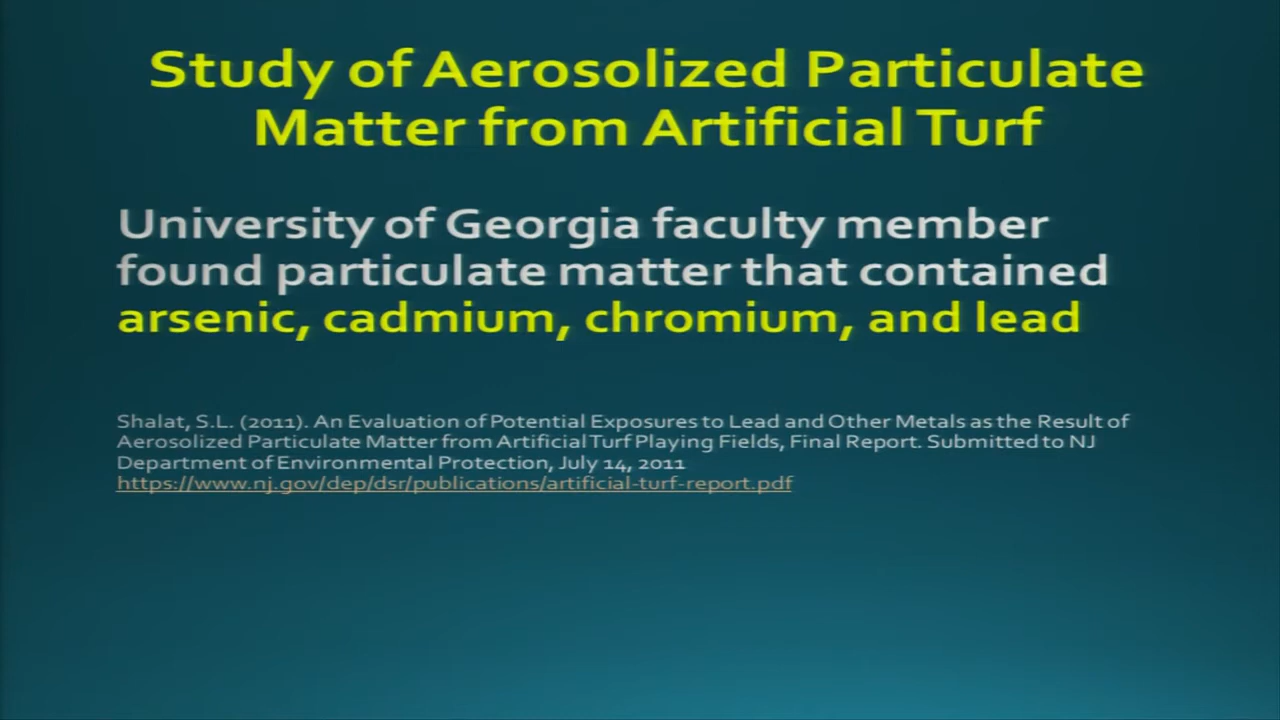 Study of Aerosolized Particulate
Matter from Artificial Turf
University of Georgia faculty member
found particulate matter that contained
arsenic, cadmium, chromium, and lead
Shalat, S.L. (2011). An Evaluation of Potential Exposures to Lead and Other Metals as the Result of
Aerosolized Particulate Matter from Artificial Turf Playing Fields, Final Report. Submitted to NJ
Department of Environmental Protection, July 14, 2011
https://www.nj.gov/dep/dsr/publications/artificial-turf-report.pdf